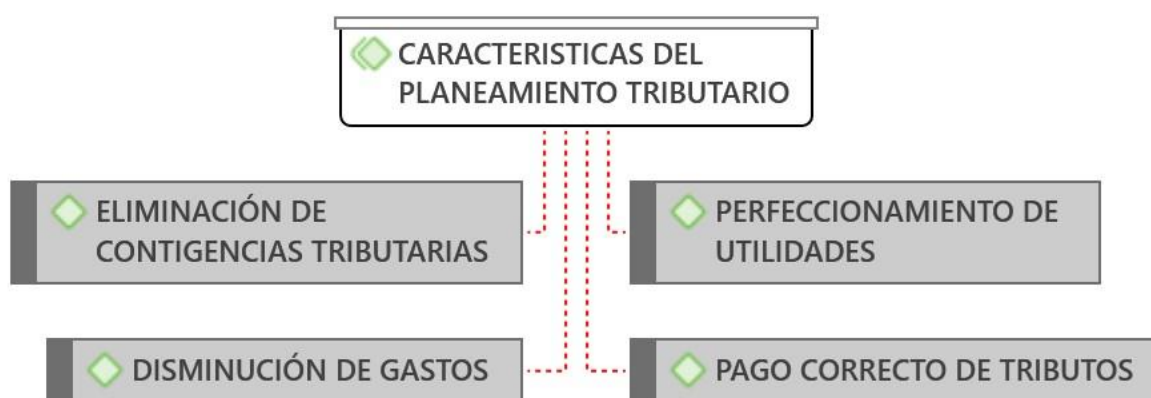 CARACTERISTICAS DEL
PLANEAMIENTO TRIBUTARIO
ELIMINACIÓN DE
CONTIGENCIAS TRIBUTARIAS
PERFECCIONAMIENTO DE
UTILIDADES
DISMINUCIÓN DE GASTOS
PAGO CORRECTO DE TRIBUTOS